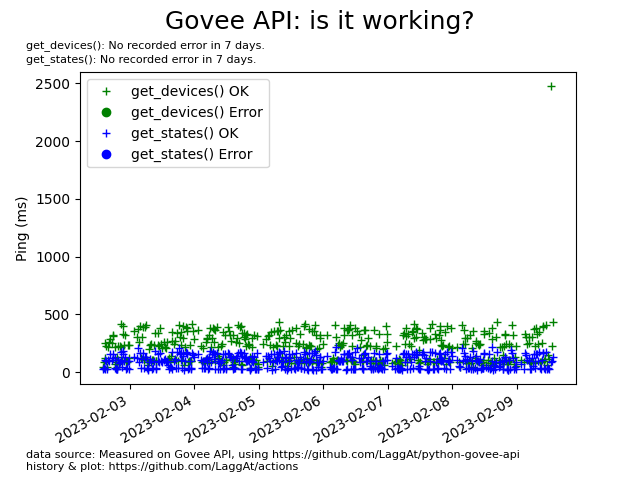 Govee API: is it working?
get_devices(): No recorded error in 7 days.
get_states(): No recorded error in 7 days.
get_devices() OK
get_devices() Error
get_states() OK
get_states() Error
2500
2000
1500
1000
500
0
Ping (ms)
2023-02-03
2023-02-04
2023-02-05
2023-02-06
2023-02-07
2023-02-08
2023-02-09
data source: Measured on Govee API, using https://github.com/LaggAt/python-govee-api
history & plot: https://github.com/LaggAt/actions